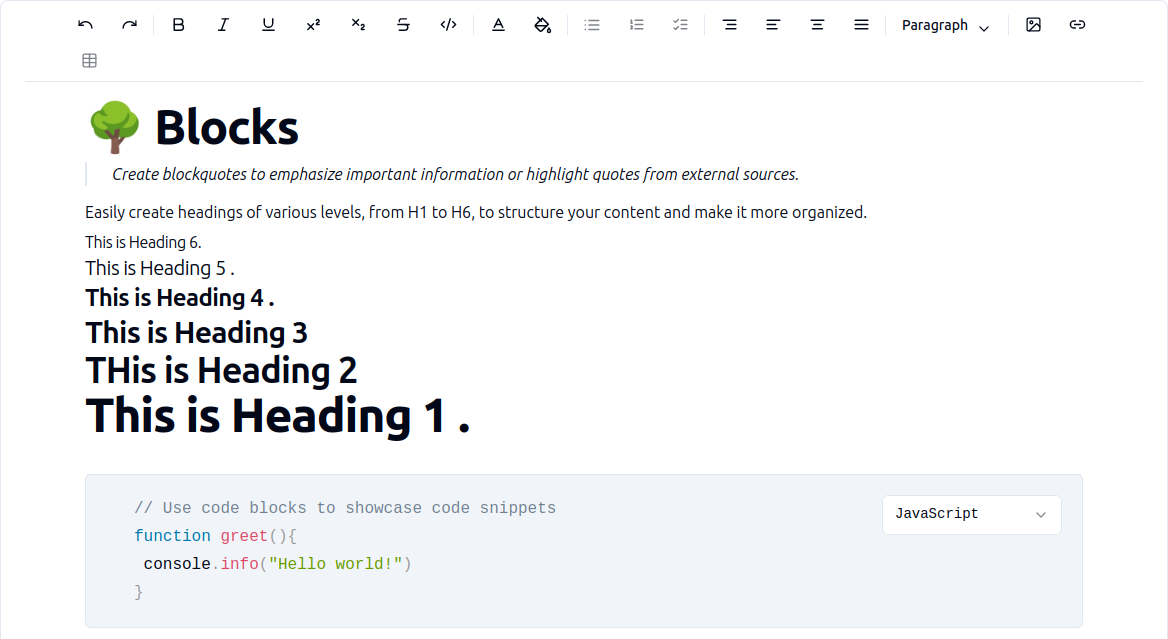 Paragraph
🌳 Blocks
Create blockquotes to emphasize important information or highlight quotes from external sources.
Easily create headings of various levels, from H1 to H6, to structure your content and make it more organized.
This is Heading 6.
This is Heading 5 .
This is Heading 4 .
This is Heading 3
THis is Heading 2
This is Heading 1 .
// Use code blocks to showcase code snippets
JavaScript
function greet(){
 console.info("Hello world!")
}